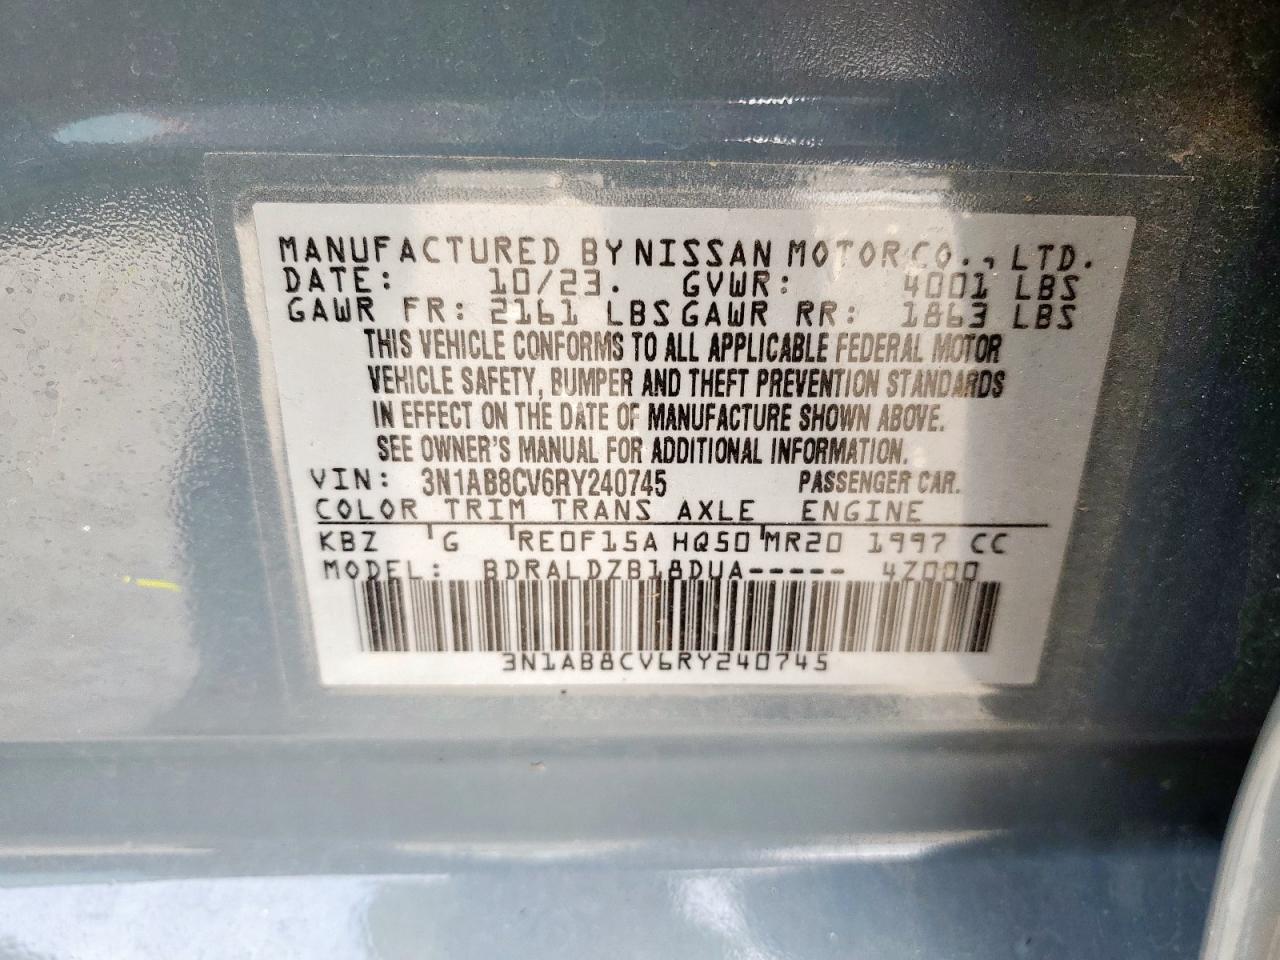 MANUFACTURED BY NISSAN MOTOR CO., LTD.
DATE: 10/23. GVWR: 4001 LBS
GAWR FR: 2161 LBS GAWR RR: 1863 LBS
THIS VEHICLE CONFORMS TO ALL APPLICABLE FEDERAL MOTOR
VEHICLE SAFETY, BUMPER AND THEFT PREVENTION STANDARDS
IN EFFECT ON THE DATE OF MANUFACTURE SHOWN ABOVE.
SEE OWNER'S MANUAL FOR ADDITIONAL INFORMATION.
VIN: 3N1AB8CV6RY240745 PASSENGER CAR.
COLOR TRIM TRANS AXLE ENGINE
KBZ G RE0F15A HQ50 MR20 1997 CC
MODEL: BDRALDZB18DUA----- 4Z080
3N1AB8CV6RY240745